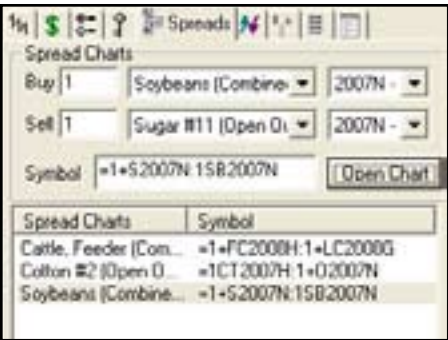 $ Spreads
Spread Charts
Buy 1 Soybeans (Combine 2007N -
Sell 1 Sugar #11 (Open Ou 2007N -
Symbol =1+S2007N:1SB2007N Open Chart
Spread Charts Symbol
Cattle, Feeder (Com... =1+FC2008H:1+LC2008G
Cotton #2 (Open O... =1CT2007H:1+O2007N
Soybeans (Combine... =1+S2007N:1SB2007N